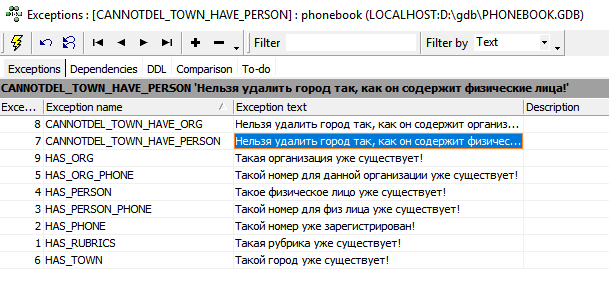 Exceptions : [CANNOTDEL_TOWN_HAVE_PERSON] : phonebook (LOCALHOST:D:\gdb\PHONEBOOK.GDB)
Filter Filter by Text
Exceptions Dependencies DDL Comparison To-do
CANNOTDEL_TOWN_HAVE_PERSON 'Нельзя удалить город так, как он содержит физические лица!'
Exce... Exception name Exception text Description
8 CANNOTDEL_TOWN_HAVE_ORG Нельзя удалить город так, как он содержит организ...
7 CANNOTDEL_TOWN_HAVE_PERSON Нельзя удалить город так, как он содержит физичес...
9 HAS_ORG Такая организация уже существует!
5 HAS_ORG_PHONE Такой номер для данной организации уже существует!
4 HAS_PERSON Такое физическое лицо уже существует!
3 HAS_PERSON_PHONE Такой номер для физ лица уже существует!
2 HAS_PHONE Такой номер уже зарегистрирован!
1 HAS_RUBRICS Такая рубрика уже существует!
6 HAS_TOWN Такой город уже существует!